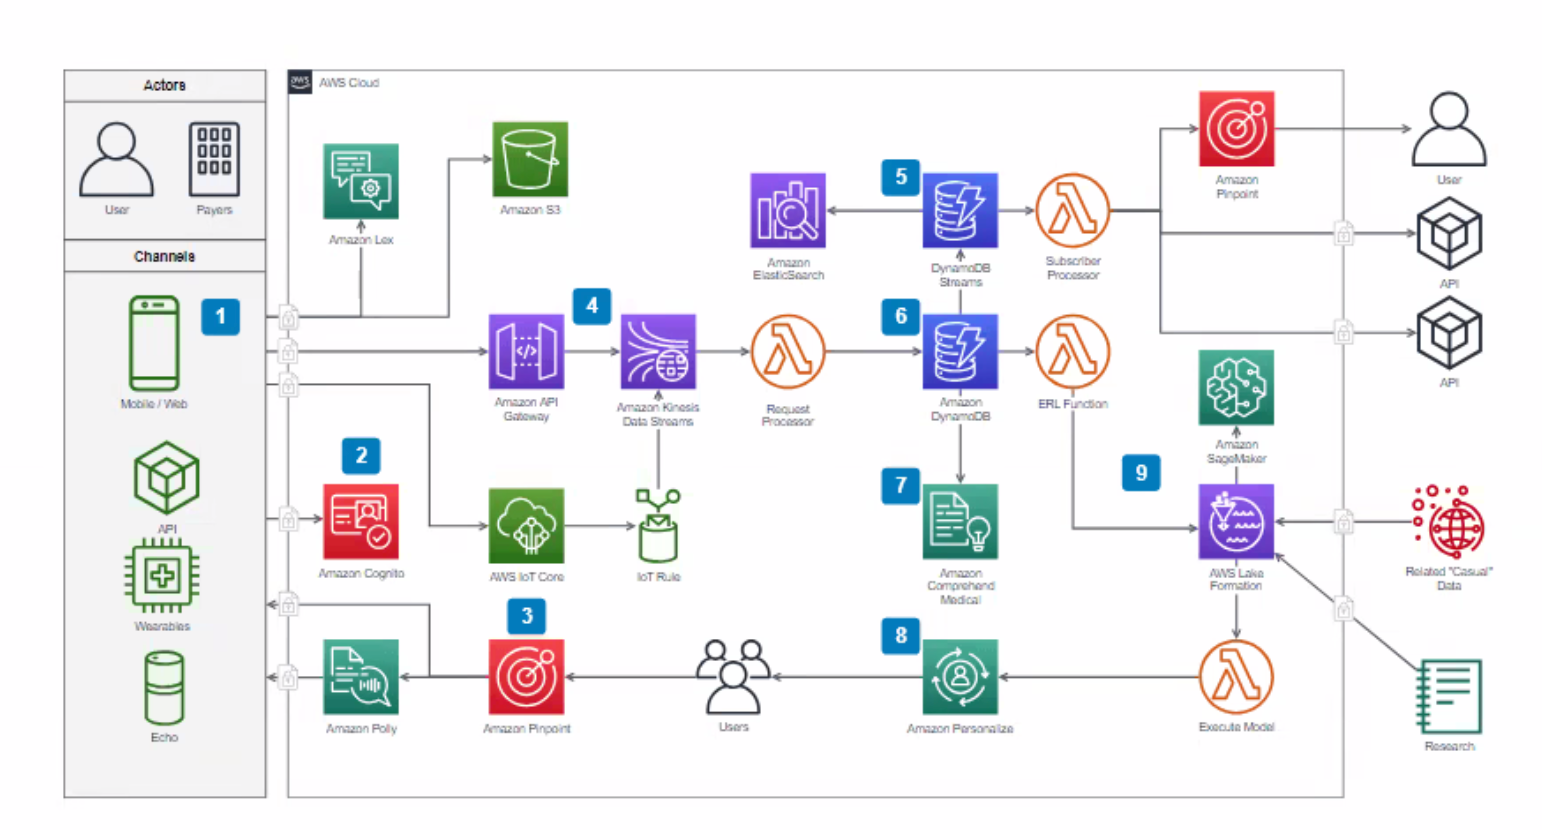 Actors
User
Payers
Channels
1
Mobile / Web
API
Wearables
Echo
aws
AWS Cloud
Amazon Lex
Amazon S3
4
Amazon API
Gateway
Amazon Kinesis
Data Streams
2
Amazon Cognito
AWS IoT Core
IoT Rule
3
Amazon Polly
Amazon Pinpoint
Users
Amazon
ElasticSearch
5
DynamoDB
Streams
Subscriber
Processor
Request
Processor
6
Amazon
DynamoDB
ERL Function
7
Amazon
Comprehend
Medical
8
Amazon Personalize
Amazon
Pinpoint
Amazon
SageMaker
9
AWS Lake
Formation
Execute Model
User
API
API
Related "Casual"
Data
Research